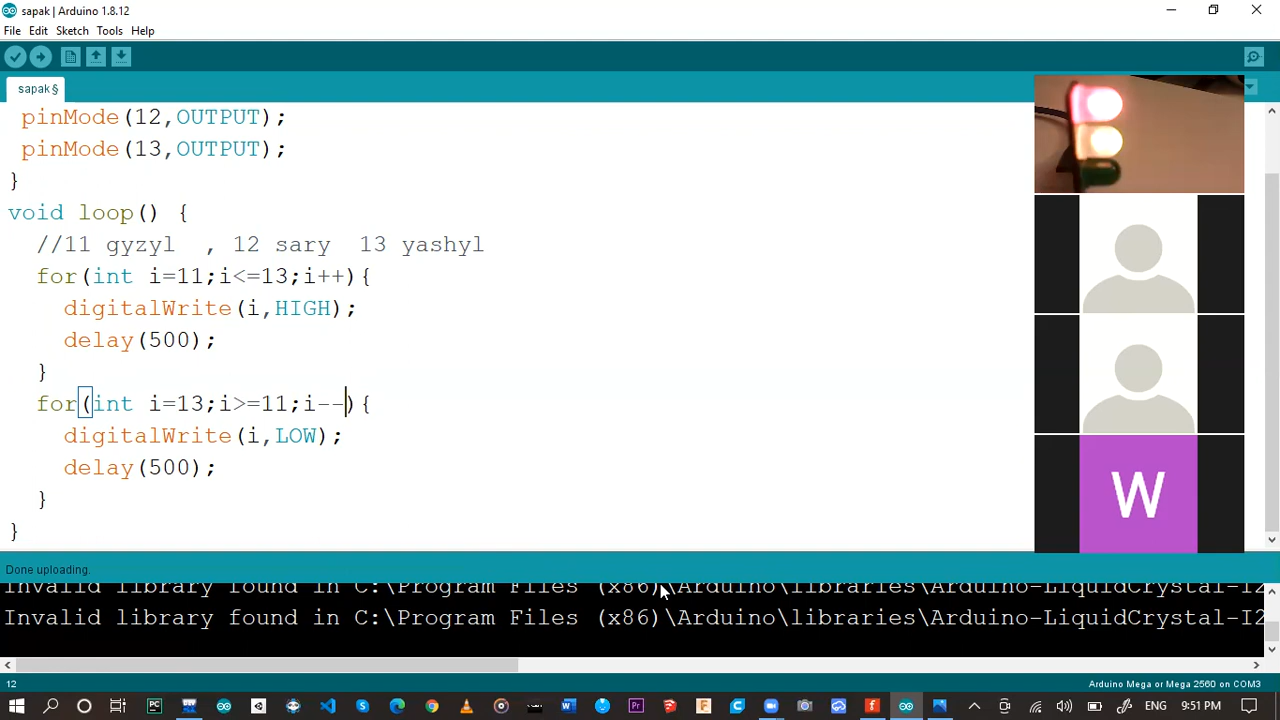 sapak | Arduino 1.8.12
File Edit Sketch Tools Help
sapak §
pinMode(12,OUTPUT);
pinMode(13,OUTPUT);
}
void loop() {
//11 gyzyl , 12 sary 13 yashyl
for(int i=11;i<=13;i++){
digitalWrite(i,HIGH);
delay(500);
}
for(int i=13;i>=11;i--){
digitalWrite(i,LOW);
delay(500);
}
}
W
Done uploading.
Invalid library found in C:\Program Files (x86)\Arduino\libraries\Arduino-LiquidCrystal-I2
Invalid library found in C:\Program Files (x86)\Arduino\libraries\Arduino-LiquidCrystal-I2
12
Arduino Mega or Mega 2560 on COM3
ENG 9:51 PM